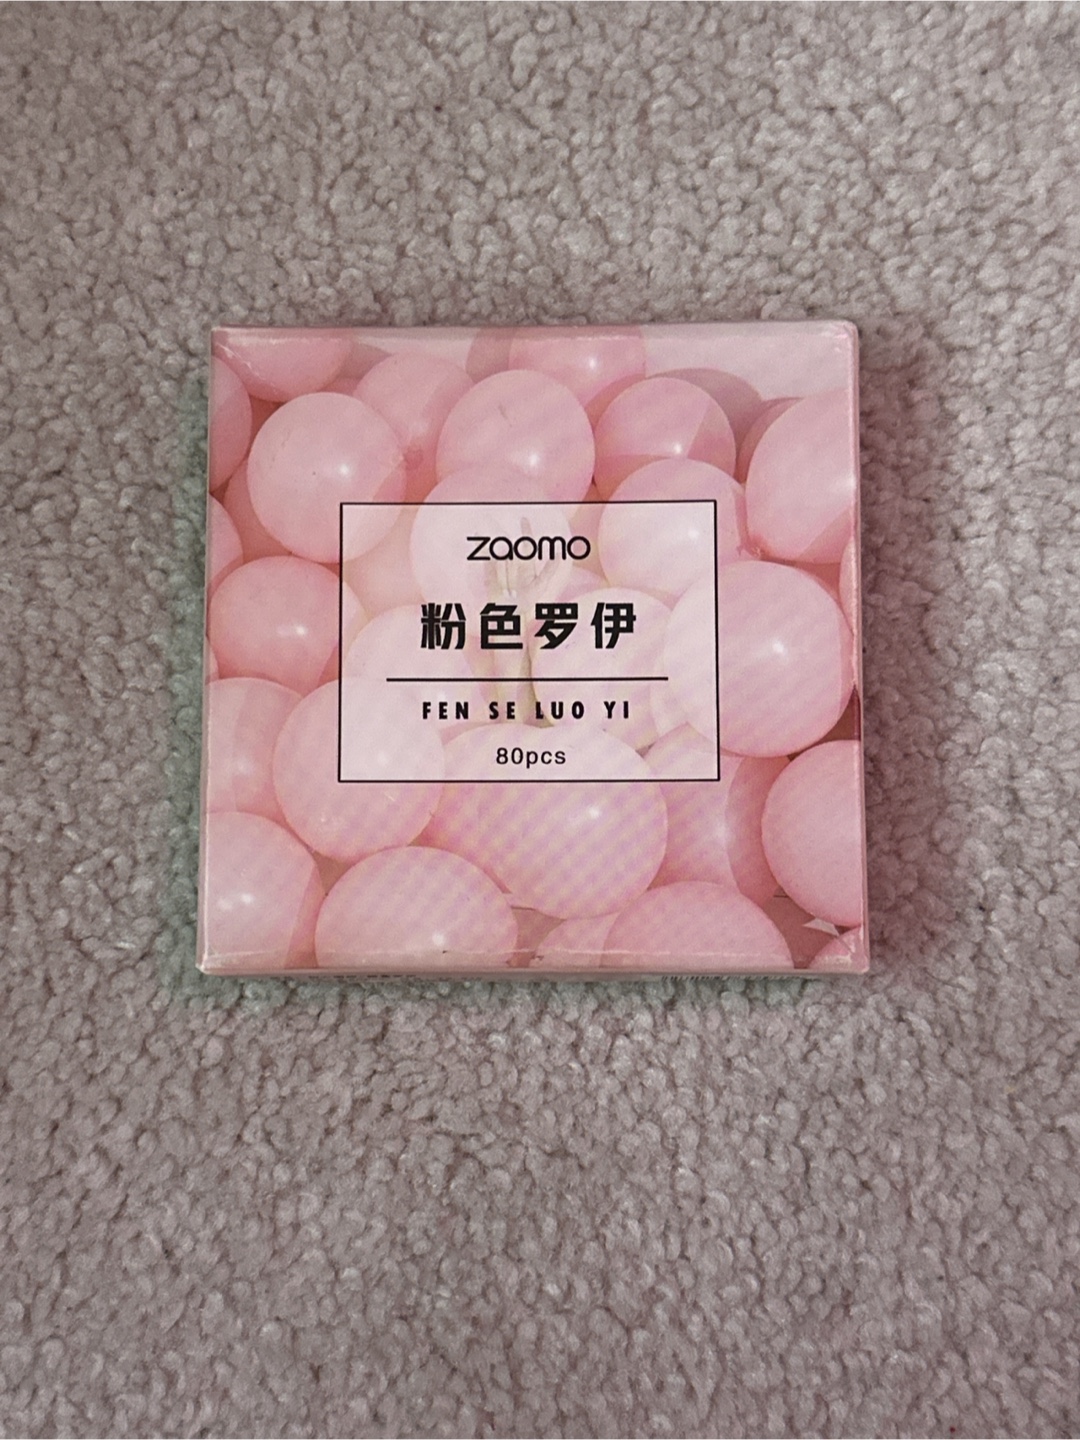 zaomo
粉色罗伊
FEN SE LUO YI
80pcs